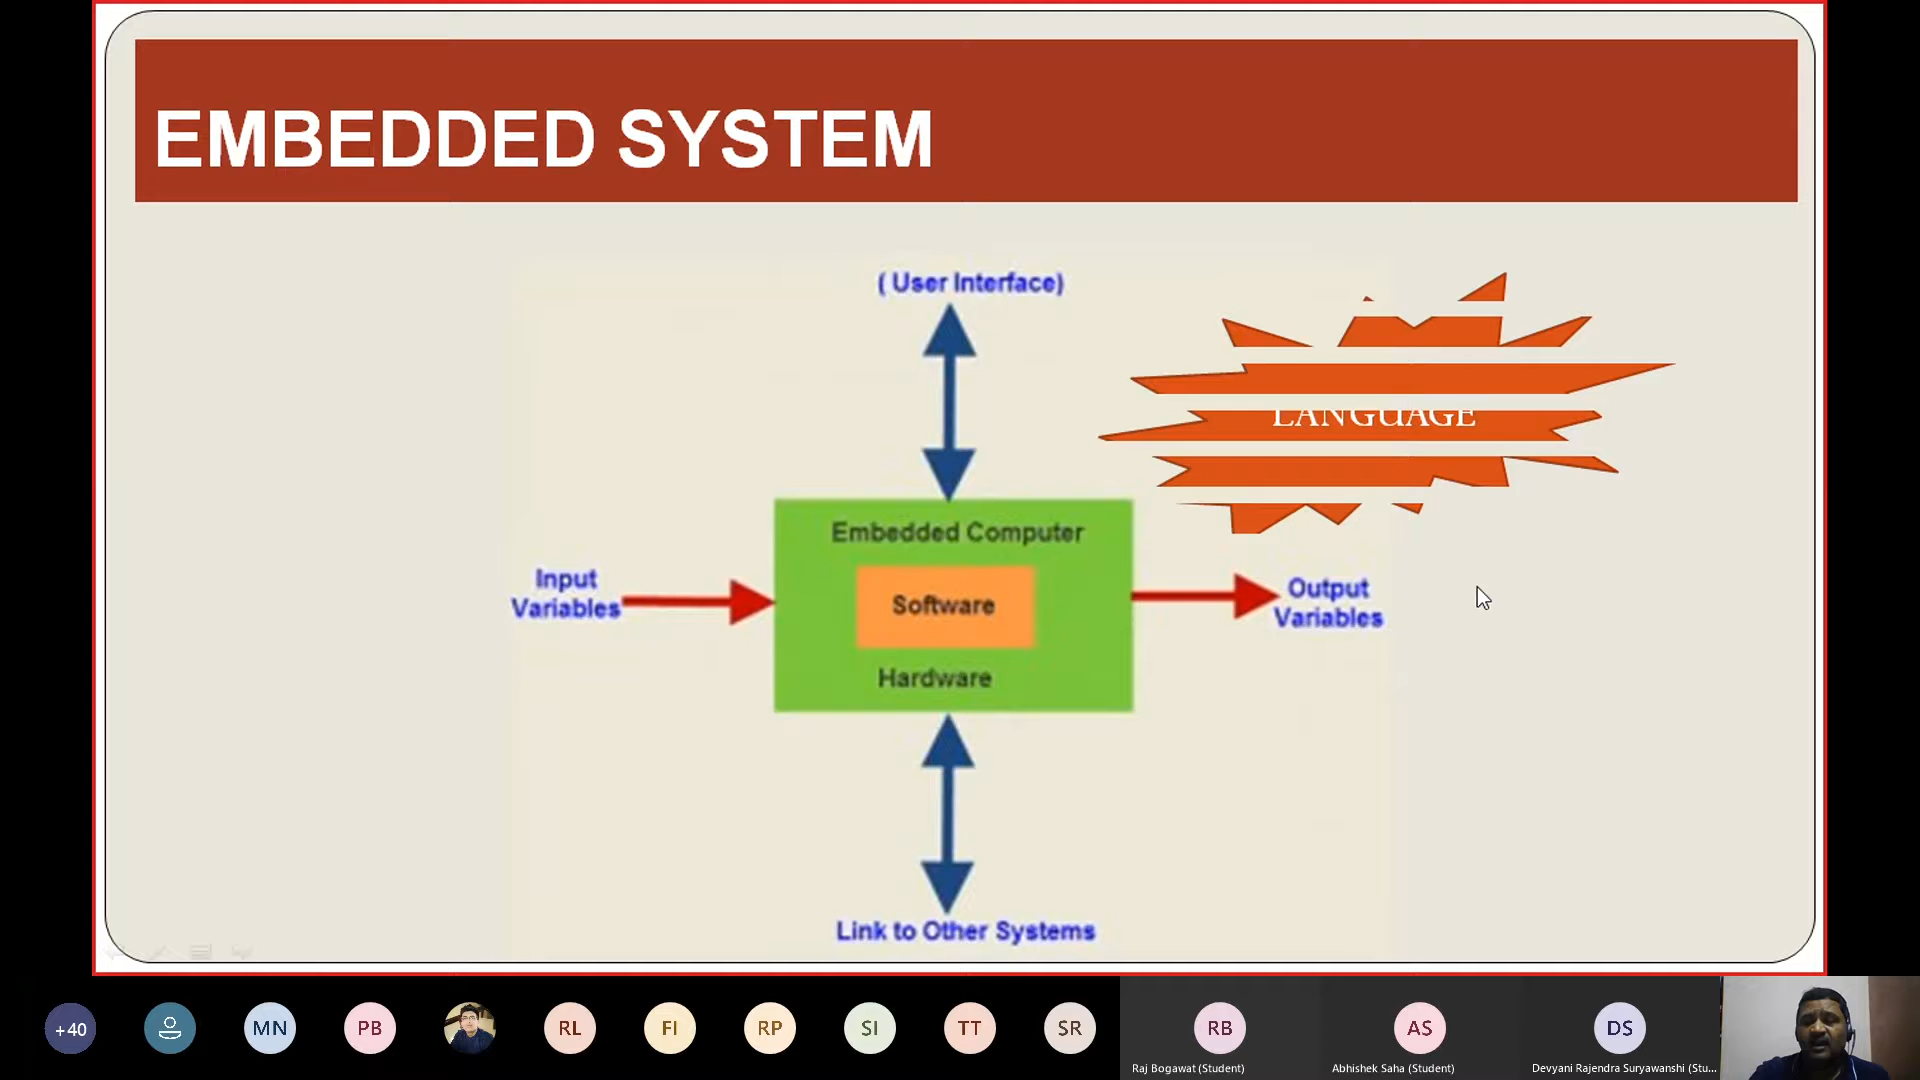 EMBEDDED SYSTEM
( User Interface)
LANGUAGE
Embedded Computer
Input
Variables
Software
Output
Variables
Hardware
Link to Other Systems
+40
MN
PB
RL
FI
RP
SI
TT
SR
RB
AS
DS
Raj Bogawat (Student)
Abhishek Saha (Student)
Devyani Rajendra Suryawanshi (Stu...